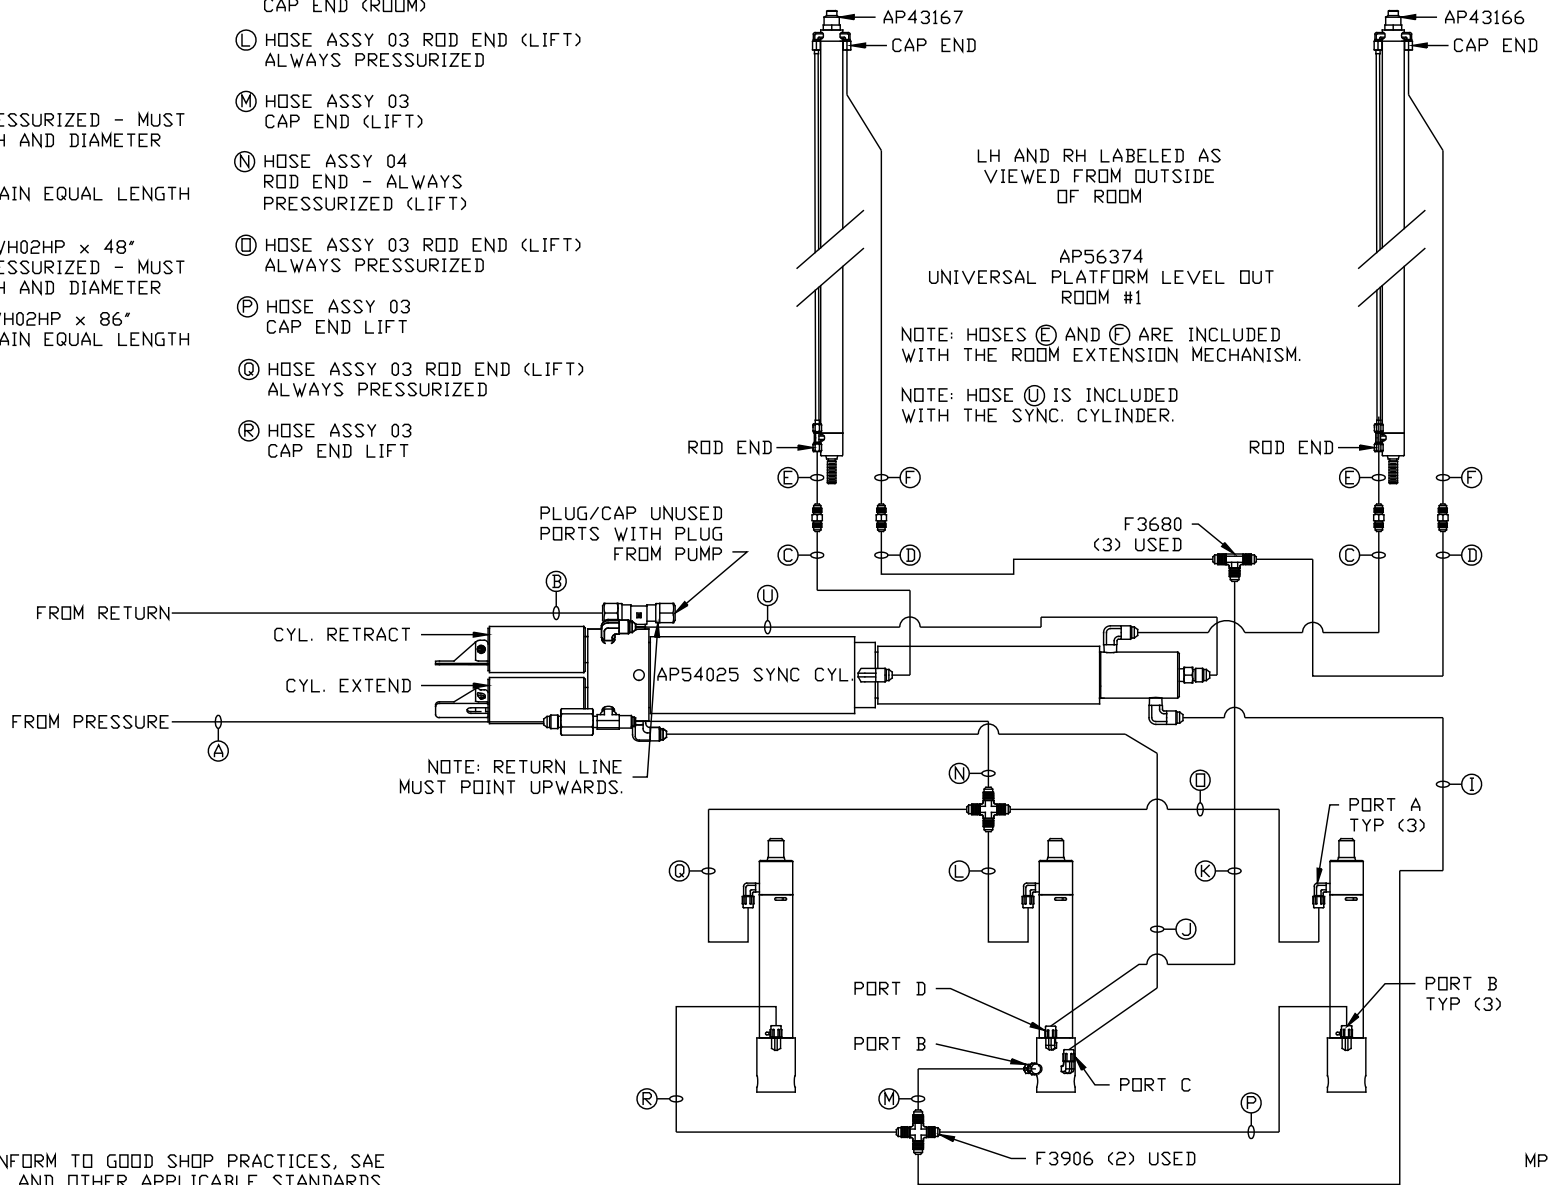 CAP END (ROOM)
Ⓛ HOSE ASSY 03 ROD END (LIFT)
ALWAYS PRESSURIZED
Ⓜ HOSE ASSY 03
CAP END (LIFT)
Ⓝ HOSE ASSY 04
ROD END - ALWAYS
PRESSURIZED (LIFT)
Ⓞ HOSE ASSY 03 ROD END (LIFT)
ALWAYS PRESSURIZED
Ⓟ HOSE ASSY 03
CAP END LIFT
Ⓠ HOSE ASSY 03 ROD END (LIFT)
ALWAYS PRESSURIZED
Ⓡ HOSE ASSY 03
CAP END LIFT
ESSURIZED - MUST
H AND DIAMETER
AIN EQUAL LENGTH
VH02HP x 48"
ESSURIZED - MUST
H AND DIAMETER
VH02HP x 86"
AIN EQUAL LENGTH
AP43167
CAP END
AP43166
CAP END
LH AND RH LABELED AS
VIEWED FROM OUTSIDE
OF ROOM
AP56374
UNIVERSAL PLATFORM LEVEL OUT
ROOM #1
NOTE: HOSES Ⓔ AND Ⓕ ARE INCLUDED
WITH THE ROOM EXTENSION MECHANISM.
NOTE: HOSE Ⓤ IS INCLUDED
WITH THE SYNC. CYLINDER.
ROD END
ROD END
E
F
E
F
PLUG/CAP UNUSED
PORTS WITH PLUG
FROM PUMP
F3680
(3) USED
C
D
C
D
B
U
FROM RETURN
CYL. RETRACT
AP54025 SYNC CYL.
CYL. EXTEND
FROM PRESSURE
A
NOTE: RETURN LINE
MUST POINT UPWARDS.
N
O
I
PORT A
TYP (3)
Q
L
K
J
PORT D
PORT B
TYP (3)
PORT B
PORT C
R
M
P
F3906 (2) USED
NFORM TO GOOD SHOP PRACTICES, SAE
AND OTHER APPLICABLE STANDARDS
MP